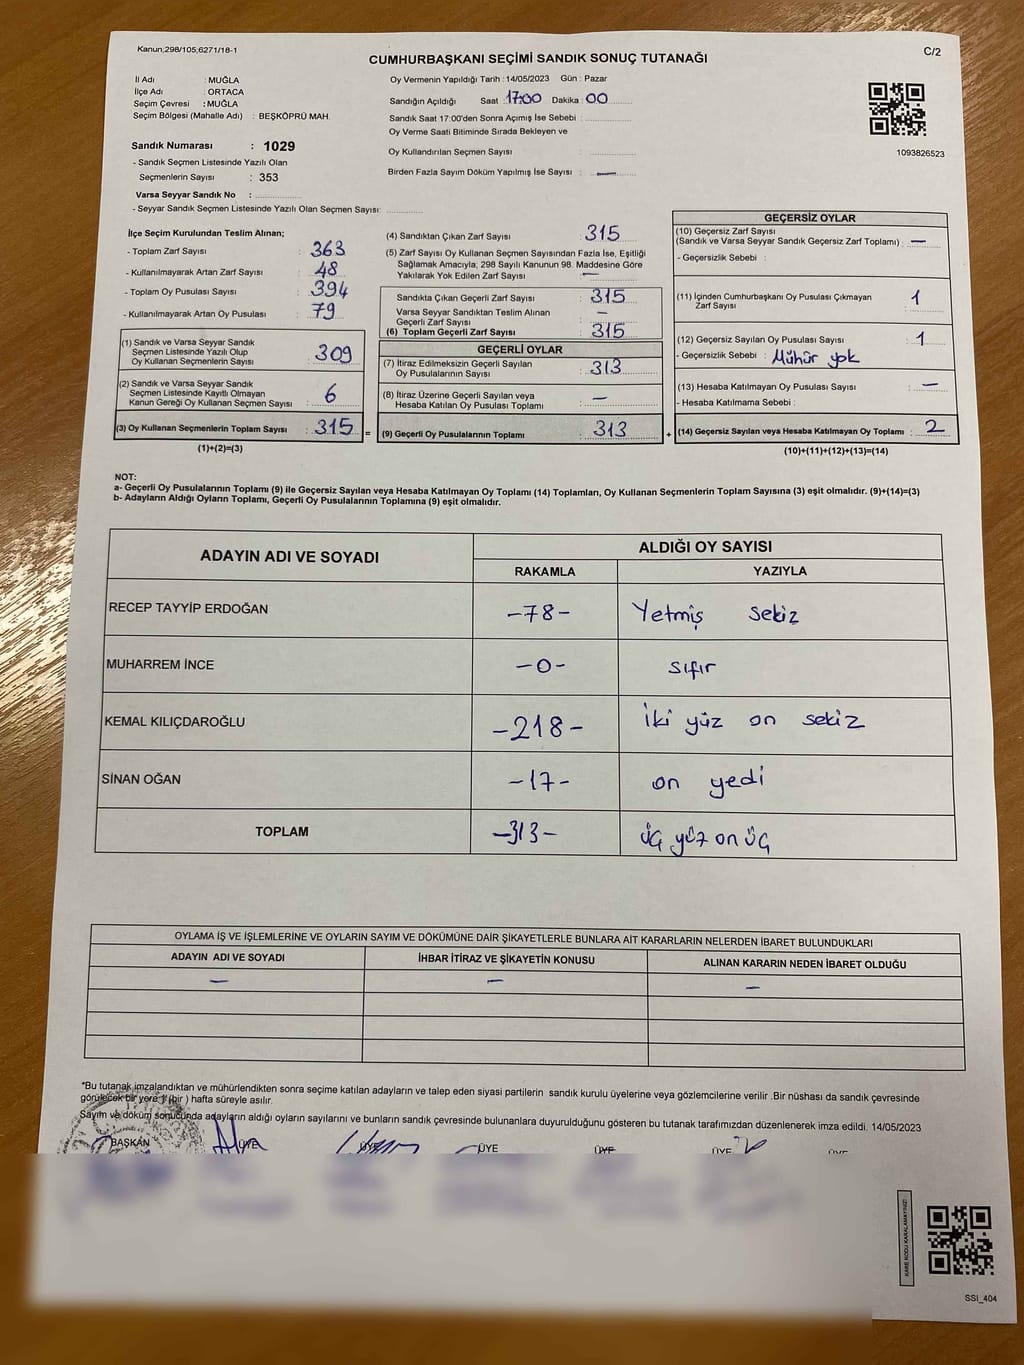 Kanun;298/105;6271/18-1
C/2
CUMHURBAŞKANI SEÇİMİ SANDIK SONUÇ TUTANAĞI
İl Adı : MUĞLA
İlçe Adı : ORTACA
Seçim Çevresi : MUĞLA
Seçim Bölgesi (Mahalle Adı) : BEŞKÖPRÜ MAH.
Sandık Numarası : 1029
- Sandık Seçmen Listesinde Yazılı Olan
Seçmenlerin Sayısı : 353
Varsa Seyyar Sandık No :
- Seyyar Sandık Seçmen Listesinde Yazılı Olan Seçmen Sayısı:
Oy Vermenin Yapıldığı Tarih : 14/05/2023 Gün : Pazar
Sandığın Açıldığı Saat : 17:00 Dakika : 00
Sandık Saat 17:00'den Sonra Açımış İse Sebebi :
Oy Verme Saati Bitiminde Sırada Bekleyen ve
Oy Kullandırılan Seçmen Sayısı :
Birden Fazla Sayım Döküm Yapılmış İse Sayısı : —
1093826523
İlçe Seçim Kurulundan Teslim Alınan;
- Toplam Zarf Sayısı : 363
- Kullanılmayarak Artan Zarf Sayısı : 48
- Toplam Oy Pusulası Sayısı : 394
- Kullanılmayarak Artan Oy Pusulası : 79
(1) Sandık ve Varsa Seyyar Sandık
Seçmen Listesinde Yazılı Olup
Oy Kullanan Seçmenlerin Sayısı : 309
(2) Sandık ve Varsa Seyyar Sandık
Seçmen Listesinde Kayıtlı Olmayan
Kanun Gereği Oy Kullanan Seçmen Sayısı : 6
(3) Oy Kullanan Seçmenlerin Toplam Sayısı : 315
(1)+(2)=(3)
=
(4) Sandıktan Çıkan Zarf Sayısı : 315
(5) Zarf Sayısı Oy Kullanan Seçmen Sayısından Fazla İse, Eşitliği
Sağlamak Amacıyla; 298 Sayılı Kanunun 98. Maddesine Göre
Yakılarak Yok Edilen Zarf Sayısı : —
Sandıkta Çıkan Geçerli Zarf Sayısı : 315
Varsa Seyyar Sandıktan Teslim Alınan
Geçerli Zarf Sayısı : —
(6) Toplam Geçerli Zarf Sayısı : 315
GEÇERLİ OYLAR
(7) İtiraz Edilmeksizin Geçerli Sayılan
Oy Pusulalarının Sayısı : 313
(8) İtiraz Üzerine Geçerli Sayılan veya
Hesaba Katılan Oy Pusulası Toplamı : —
(9) Geçerli Oy Pusulalarının Toplamı : 313
+
GEÇERSİZ OYLAR
(10) Geçersiz Zarf Sayısı
(Sandık ve Varsa Seyyar Sandık Geçersiz Zarf Toplamı) : —
- Geçersizlik Sebebi :
(11) İçinden Cumhurbaşkanı Oy Pusulası Çıkmayan
Zarf Sayısı : 1
(12) Geçersiz Sayılan Oy Pusulası Sayısı : 1
- Geçersizlik Sebebi : Mühür yok
(13) Hesaba Katılmayan Oy Pusulası Sayısı : —
- Hesaba Katılmama Sebebi :
(14) Geçersiz Sayılan veya Hesaba Katılmayan Oy Toplamı : 2
(10)+(11)+(12)+(13)=(14)
NOT:
a- Geçerli Oy Pusulalarının Toplamı (9) ile Geçersiz Sayılan veya Hesaba Katılmayan Oy Toplamı (14) Toplamları, Oy Kullanan Seçmenlerin Toplam Sayısına (3) eşit olmalıdır. (9)+(14)=(3)
b- Adayların Aldığı Oyların Toplamı, Geçerli Oy Pusulalarının Toplamına (9) eşit olmalıdır.
ADAYIN ADI VE SOYADI ALDIĞI OY SAYISI
RAKAMLA YAZIYLA
RECEP TAYYİP ERDOĞAN -78- Yetmiş sekiz
MUHARREM İNCE -0- sıfır
KEMAL KILIÇDAROĞLU -218- İki yüz on sekiz
SİNAN OĞAN -17- on yedi
TOPLAM -313- üç yüz on üç
OYLAMA İŞ VE İŞLEMLERİNE VE OYLARIN SAYIM VE DÖKÜMÜNE DAİR ŞİKAYETLERLE BUNLARA AİT KARARLARIN NELERDEN İBARET BULUNDUKLARI
ADAYIN ADI VE SOYADI İHBAR İTİRAZ VE ŞİKAYETİN KONUSU ALINAN KARARIN NEDEN İBARET OLDUĞU
— — —
*Bu tutanak imzalandıktan ve mühürlendikten sonra seçime katılan adayların ve talep eden siyasi partilerin sandık kurulu üyelerine veya gözlemcilerine verilir .Bir nüshası da sandık çevresinde
görülecek bir yere 1 (bir ) hafta süreyle asılır.
Sayım ve döküm sonucunda adayların aldığı oyların sayılarını ve bunların sandık çevresinde bulunanlara duyurulduğunu gösteren bu tutanak tarafımızdan düzenlenerek imza edildi. 14/05/2023
BAŞKAN ÜYE ÜYE ÜYE ÜYE ÜYE ÜYE
KARE KODU KARALAMAYINIZ!
SSI_404